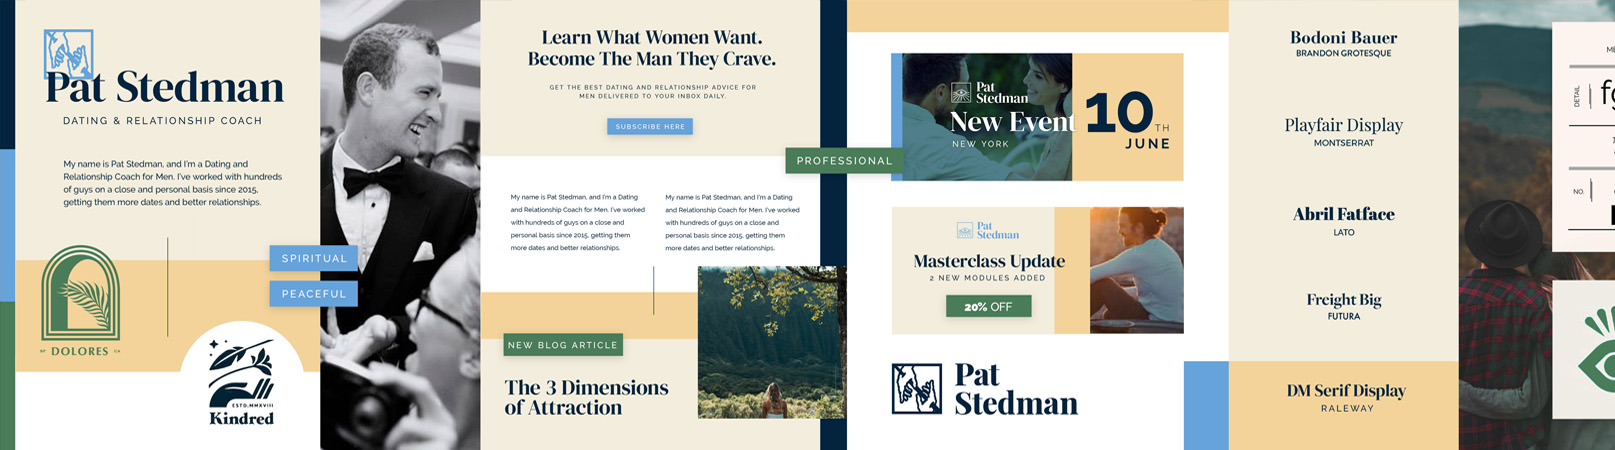 Pat Stedman
DATING & RELATIONSHIP COACH
My name is Pat Stedman, and I'm a Dating and
Relationship Coach for Men. I've worked with hundreds
of guys on a close and personal basis since 2015,
getting them more dates and better relationships.
SPIRITUAL
PEACEFUL
SF DOLORES CA
ESTD.MMXVIII
Kindred
Learn What Women Want.
Become The Man They Crave.
GET THE BEST DATING AND RELATIONSHIP ADVICE FOR
MEN DELIVERED TO YOUR INBOX DAILY.
SUBSCRIBE HERE
My name is Pat Stedman, and I'm a Dating
and Relationship Coach for Men. I've worked
with hundreds of guys on a close and
personal basis since 2015, getting them
more dates and better relationships.
My name is Pat Stedman, and I'm a Dating
and Relationship Coach for Men. I've worked
with hundreds of guys on a close and
personal basis since 2015, getting them
more dates and better relationships.
NEW BLOG ARTICLE
The 3 Dimensions
of Attraction
PROFESSIONAL
Pat
Stedman
New Event
NEW YORK
10TH
JUNE
Pat
Stedman
Masterclass Update
2 NEW MODULES ADDED
20% OFF
Pat
Stedman
Bodoni Bauer
BRANDON GROTESQUE
Playfair Display
MONTSERRAT
Abril Fatface
LATO
Freight Big
FUTURA
DM Serif Display
RALEWAY
DETAIL
NO.